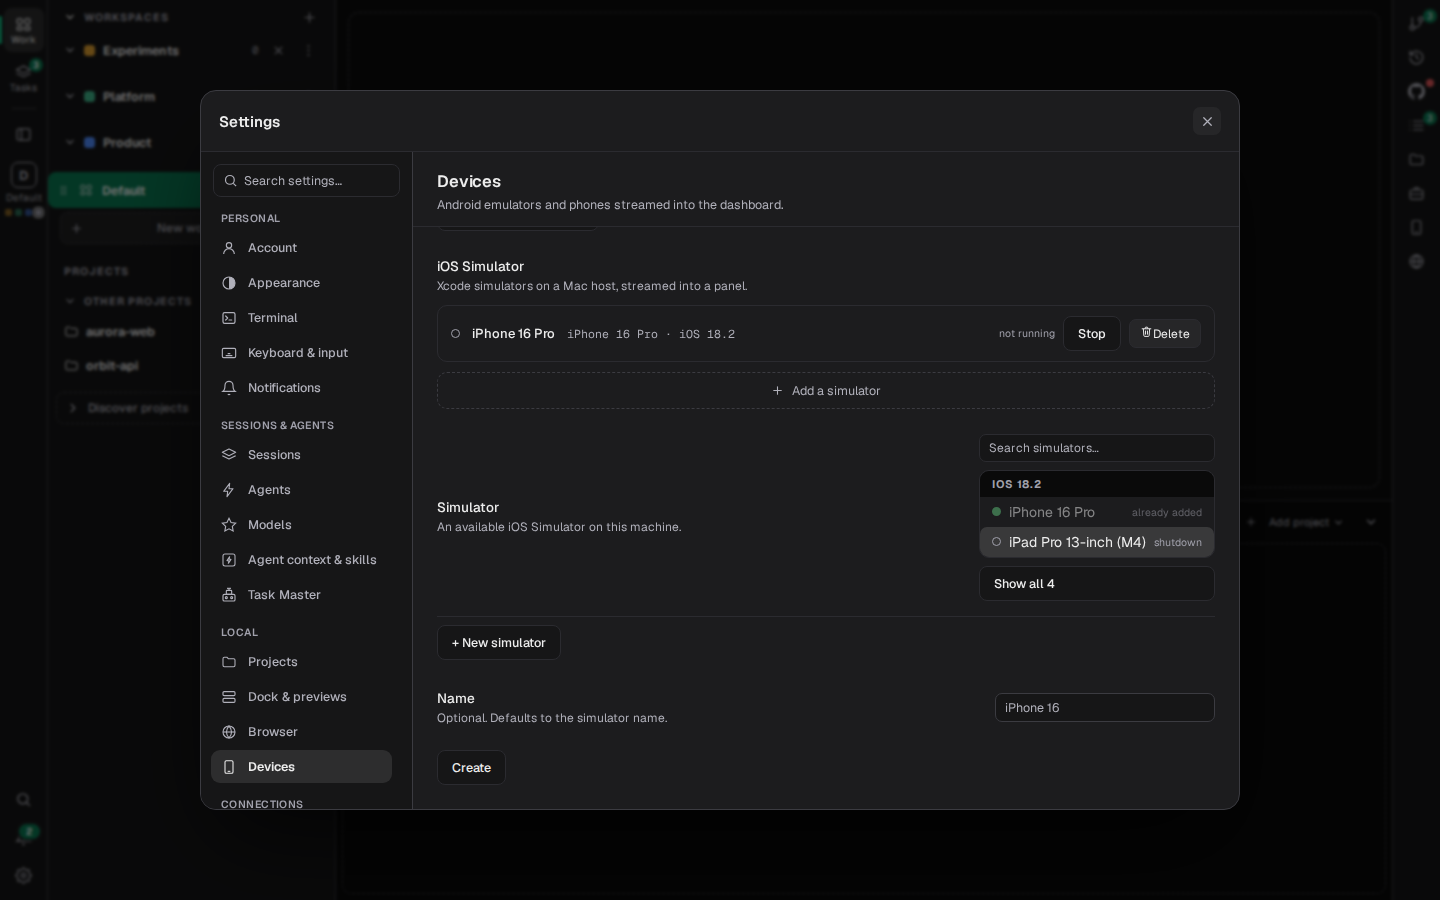 WORKSPACES
Work
Experiments
Tasks
Platform
Product
D
Default
Default
New wo
PROJECTS
OTHER PROJECTS
aurora-web
orbit-api
Discover projects
Settings
Search settings...
PERSONAL
Account
Appearance
Terminal
Keyboard & input
Notifications
SESSIONS & AGENTS
Sessions
Agents
Models
Agent context & skills
Task Master
LOCAL
Projects
Dock & previews
Browser
Devices
CONNECTIONS
Devices
Android emulators and phones streamed into the dashboard.
iOS Simulator
Xcode simulators on a Mac host, streamed into a panel.
iPhone 16 Pro iPhone 16 Pro · iOS 18.2 not running Stop Delete
Add a simulator
Search simulators...
IOS 18.2
iPhone 16 Pro already added
iPad Pro 13-inch (M4) shutdown
Show all 4
Simulator
An available iOS Simulator on this machine.
+ New simulator
Name
Optional. Defaults to the simulator name.
iPhone 16
Create
Add project